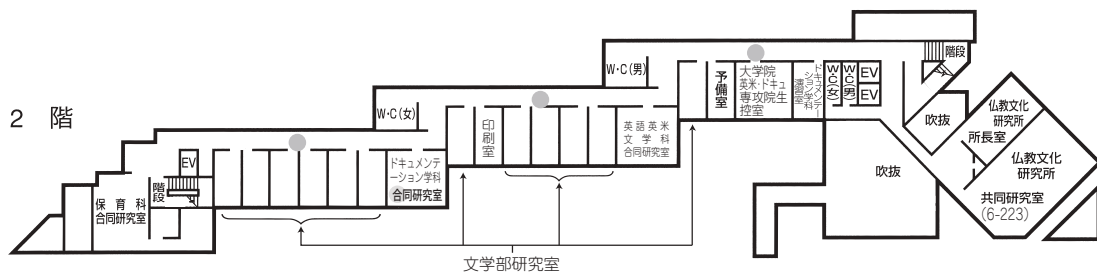 2 階
保育科
合同研究室
階段
EV
W・C(女)
ドキュメンテ
ーション学科
合同研究室
印刷室
英語英米
文学科
合同研究室
W・C(男)
予備室
大学院
英米・ドキュ
専攻院生
控室
ドキュメンテー
ション学科
演習室
W・C(女)
W・C(男)
EV
EV
階段
吹抜
吹抜
仏教文化
研究所
所長室
仏教文化
研究所
共同研究室
(6-223)
文学部研究室